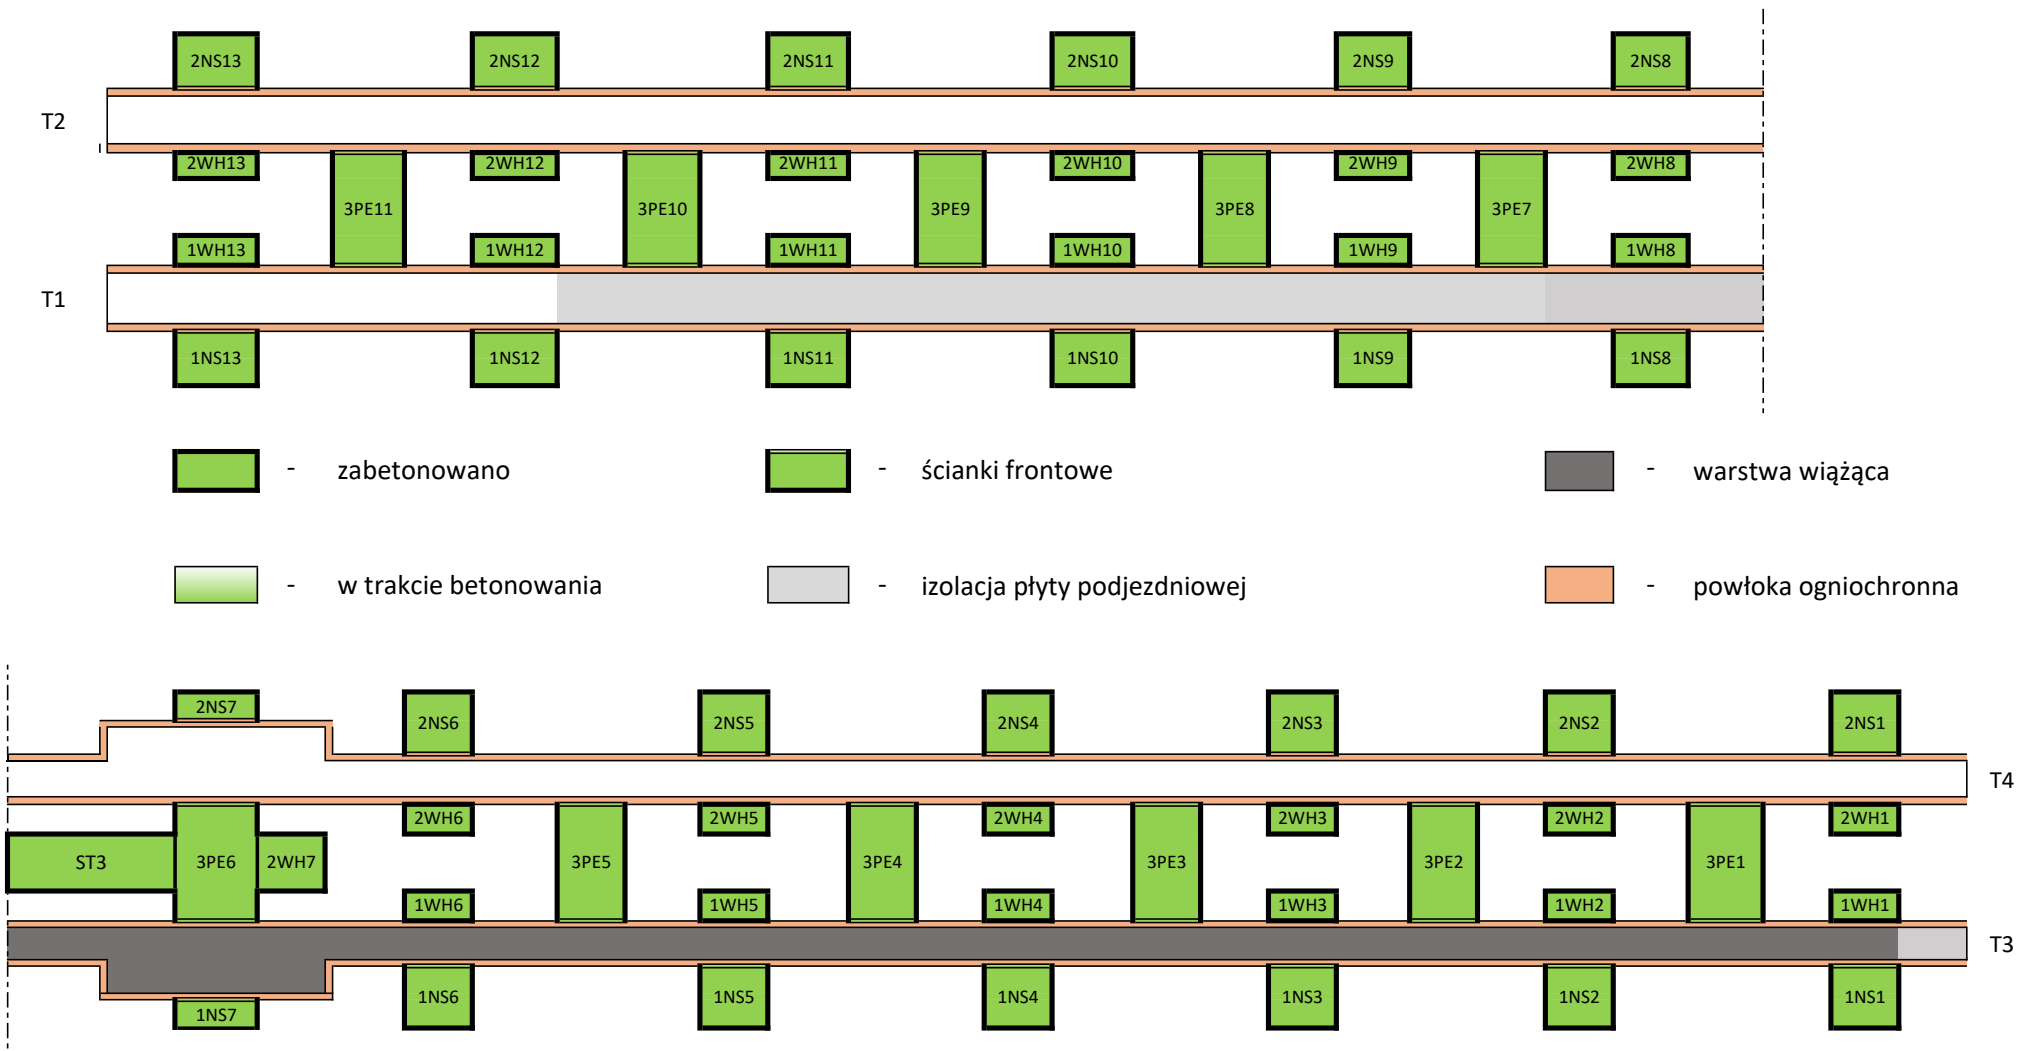 2NS13 2NS12 2NS11 2NS10 2NS9 2NS8
T2
2WH13 2WH12 2WH11 2WH10 2WH9 2WH8
3PE11 3PE10 3PE9 3PE8 3PE7
1WH13 1WH12 1WH11 1WH10 1WH9 1WH8
T1
1NS13 1NS12 1NS11 1NS10 1NS9 1NS8
- zabetonowano - ścianki frontowe - warstwa wiążąca
- w trakcie betonowania - izolacja płyty podjezdniowej - powłoka ogniochronna
2NS7 2NS6 2NS5 2NS4 2NS3 2NS2 2NS1
T4
2WH6 2WH5 2WH4 2WH3 2WH2 2WH1
ST3 3PE6 2WH7 3PE5 3PE4 3PE3 3PE2 3PE1
1WH6 1WH5 1WH4 1WH3 1WH2 1WH1
T3
1NS7 1NS6 1NS5 1NS4 1NS3 1NS2 1NS1